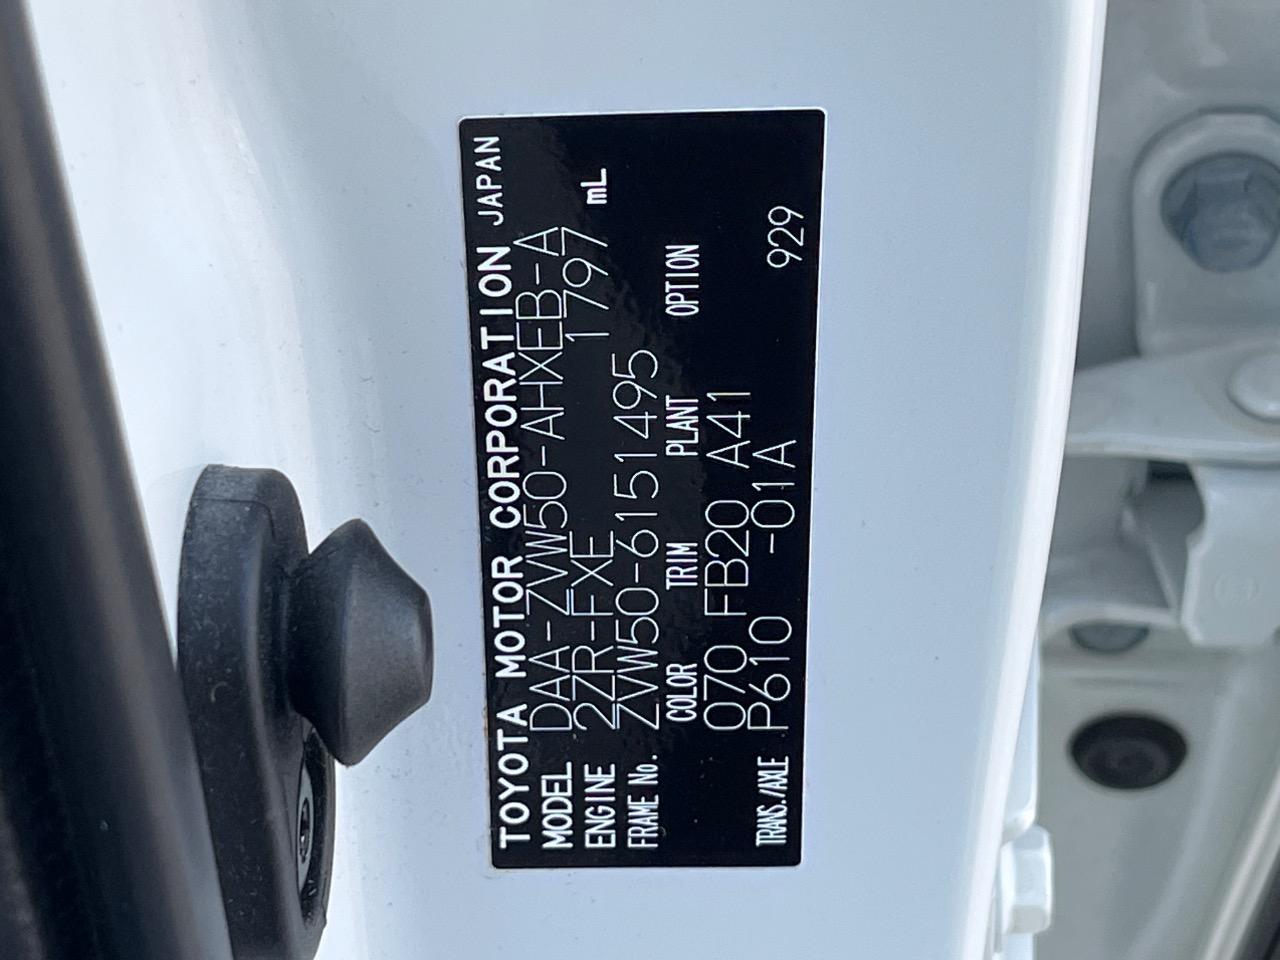 TOYOTA MOTOR CORPORATION JAPAN
MODEL DAA-ZVW50-AHXEB-A
ENGINE 2ZR-FXE 1797 mL
FRAME No. ZVW50-6151495
COLOR TRIM PLANT OPTION
070 FB20 A41
TRANS./AXLE P610 -01A 929